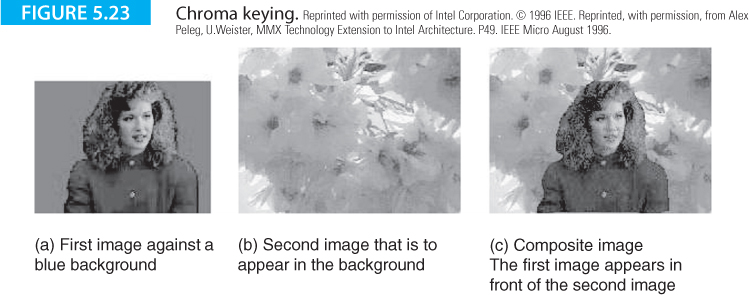 FIGURE 5.23
Chroma keying. Reprinted with permission of Intel Corporation. © 1996 IEEE. Reprinted, with permission, from Alex
Peleg, U.Weister, MMX Technology Extension to Intel Architecture. P49. IEEE Micro August 1996.
(a) First image against a
blue background
(b) Second image that is to
appear in the background
(c) Composite image
The first image appears in
front of the second image